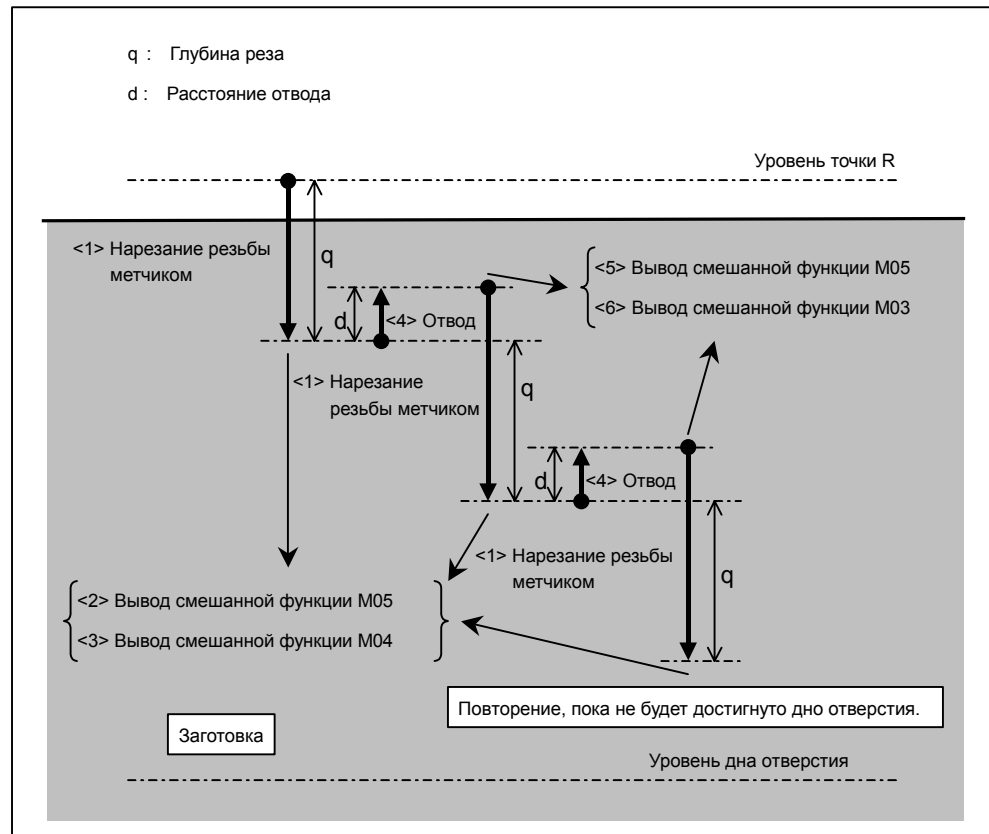 q : Глубина реза
d : Расстояние отвода
Уровень точки R
<1> Нарезание резьбы
метчиком
q
d
<4> Отвод
<5> Вывод смешанной функции M05
<6> Вывод смешанной функции M03
<1> Нарезание
резьбы метчиком
q
d
<4> Отвод
<1> Нарезание резьбы
метчиком
q
<2> Вывод смешанной функции M05
<3> Вывод смешанной функции M04
Повторение, пока не будет достигнуто дно отверстия.
Заготовка
Уровень дна отверстия